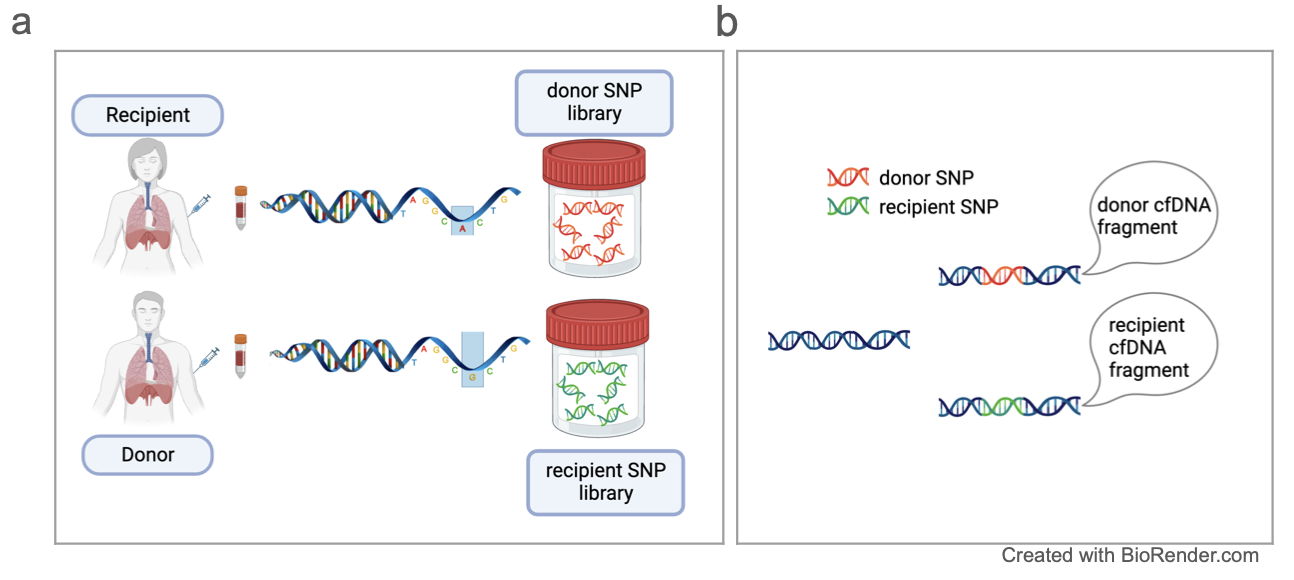 a
b
Recipient
donor SNP
library
T
A
G
G
C
A
C
T
G
donor SNP
recipient SNP
donor cfDNA
fragment
T
A
G
G
C
G
C
T
G
recipient
cfDNA
fragment
Donor
recipient SNP
library
Created with BioRender.com